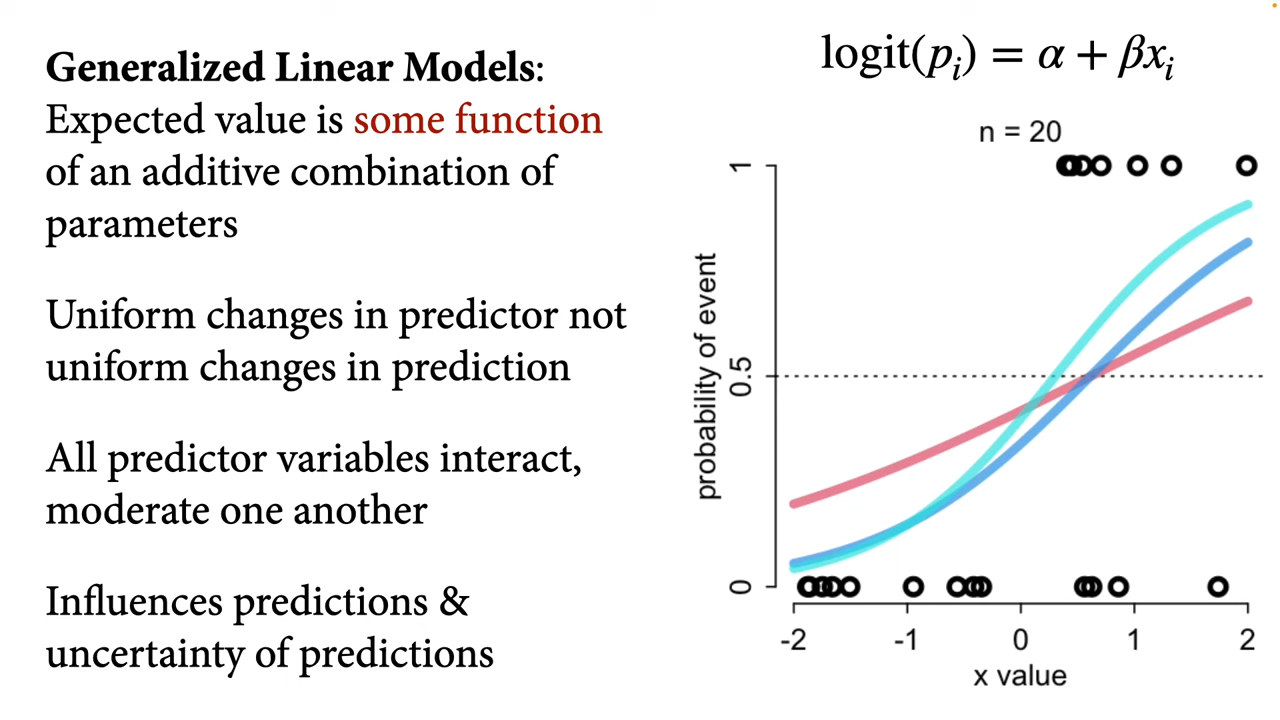 Generalized Linear Models:
Expected value is some function
of an additive combination of
parameters
Uniform changes in predictor not
uniform changes in prediction
All predictor variables interact,
moderate one another
Influences predictions &
uncertainty of predictions
logit(pᵢ) = α + βxᵢ
n = 20
probability of event
1
0.5
0
-2 -1 0 1 2
x value